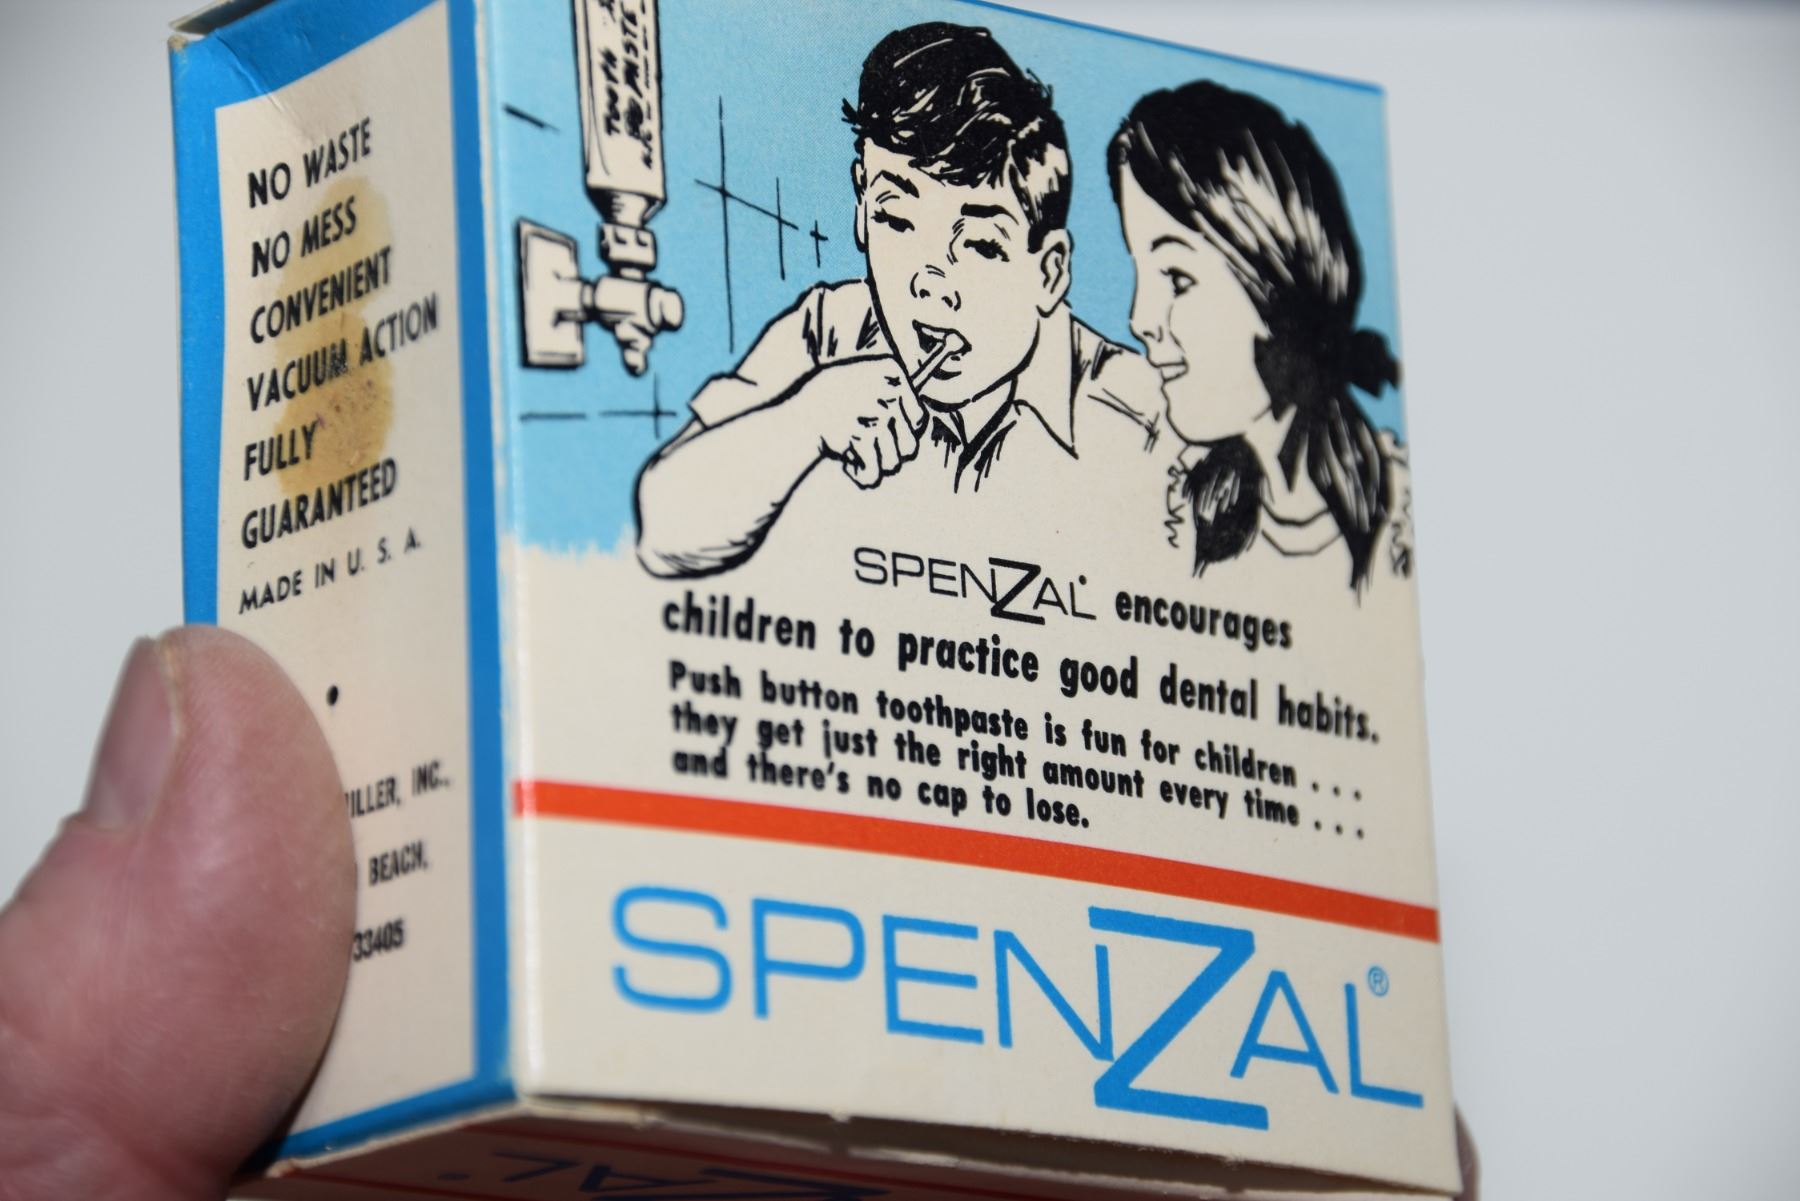 NO WASTE
NO MESS
CONVENIENT
VACUUM ACTION
FULLY
GUARANTEED
MADE IN U. S. A.
INC.,
BEACH,
33405
TOOTH
PASTE
SPENZAL® encourages
children to practice good dental habits.
Push button toothpaste is fun for children . . .
they get just the right amount every time . . .
and there's no cap to lose.
SPENZAL®